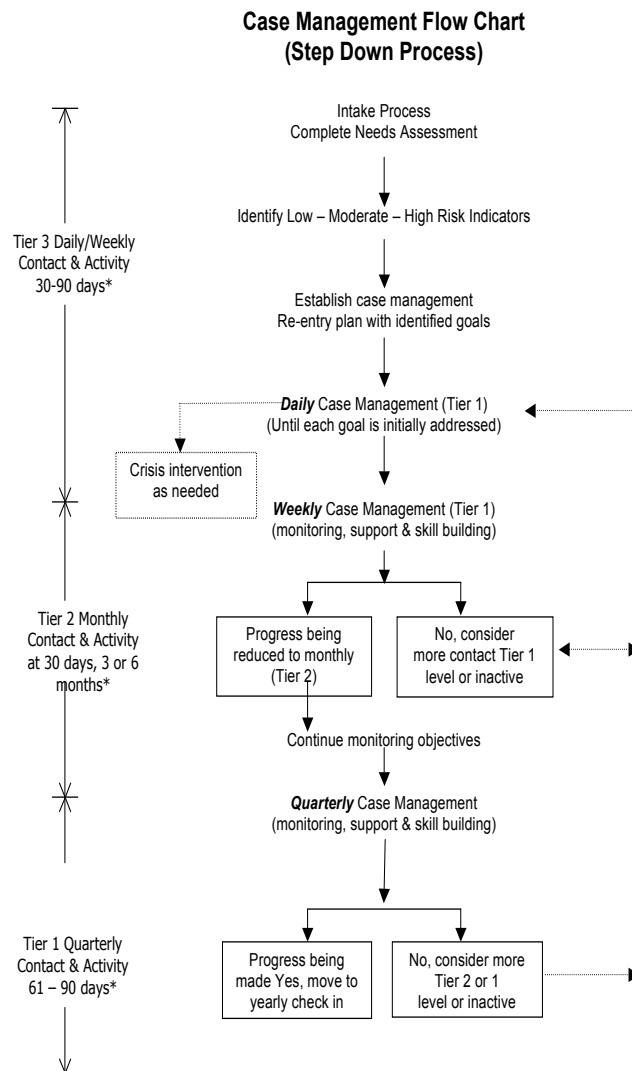 Case Management Flow Chart
(Step Down Process)
Intake Process
Complete Needs Assessment
Identify Low – Moderate – High Risk Indicators
Tier 3 Daily/Weekly
Contact & Activity
30-90 days*
Establish case management
Re-entry plan with identified goals
Daily Case Management (Tier 1)
(Until each goal is initially addressed)
Crisis intervention
as needed
Weekly Case Management (Tier 1)
(monitoring, support & skill building)
Tier 2 Monthly
Contact & Activity
at 30 days, 3 or 6
months*
Progress being
reduced to monthly
(Tier 2)
No, consider
more contact Tier 1
level or inactive
Continue monitoring objectives
Quarterly Case Management
(monitoring, support & skill building)
Tier 1 Quarterly
Contact & Activity
61 – 90 days*
Progress being
made Yes, move to
yearly check in
No, consider more
Tier 2 or 1
level or inactive